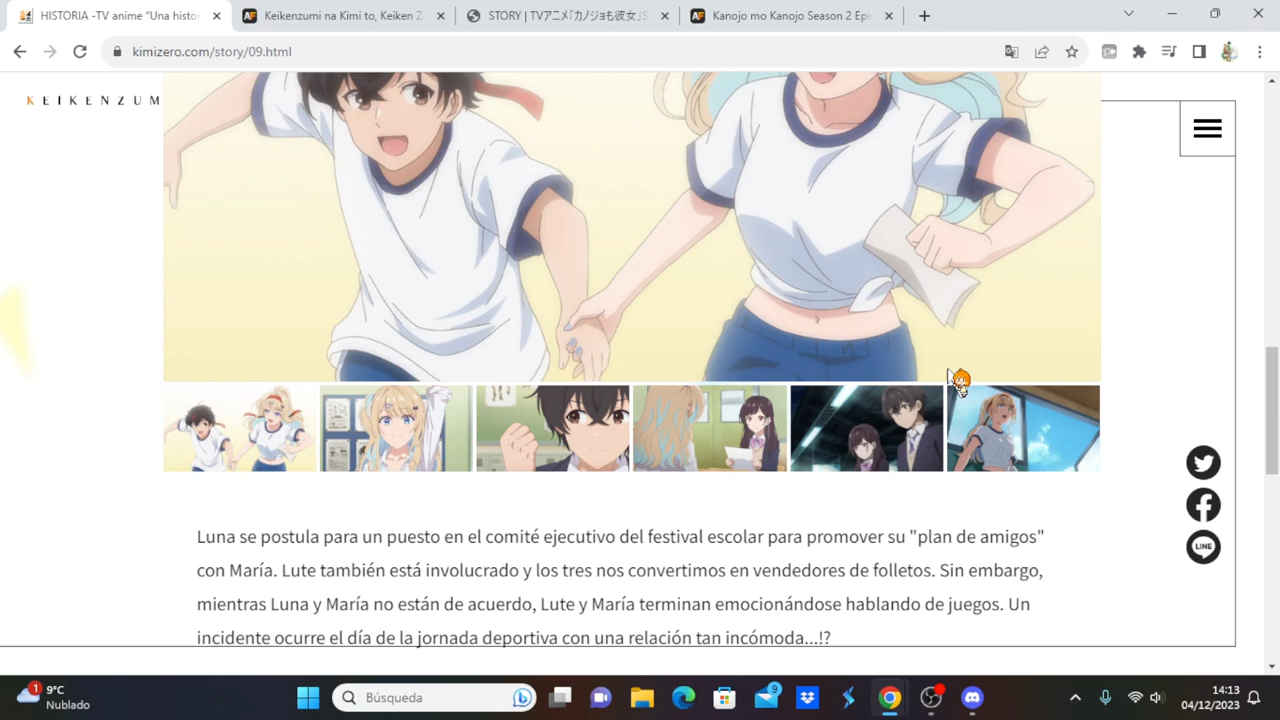 HISTORIA -TV anime “Una histor
Keikenzumi na Kimi to, Keiken Z
STORY | TVアニメ「カノジョも彼女」S
Kanojo mo Kanojo Season 2 Epi
kimizero.com/story/09.html
KEIKENZUM
LINE
Luna se postula para un puesto en el comité ejecutivo del festival escolar para promover su "plan de amigos"
con María. Lute también está involucrado y los tres nos convertimos en vendedores de folletos. Sin embargo,
mientras Luna y María no están de acuerdo, Lute y María terminan emocionándose hablando de juegos. Un
incidente ocurre el día de la jornada deportiva con una relación tan incómoda...!?
1
9°C
Nublado
Búsqueda
9
14:13
04/12/2023